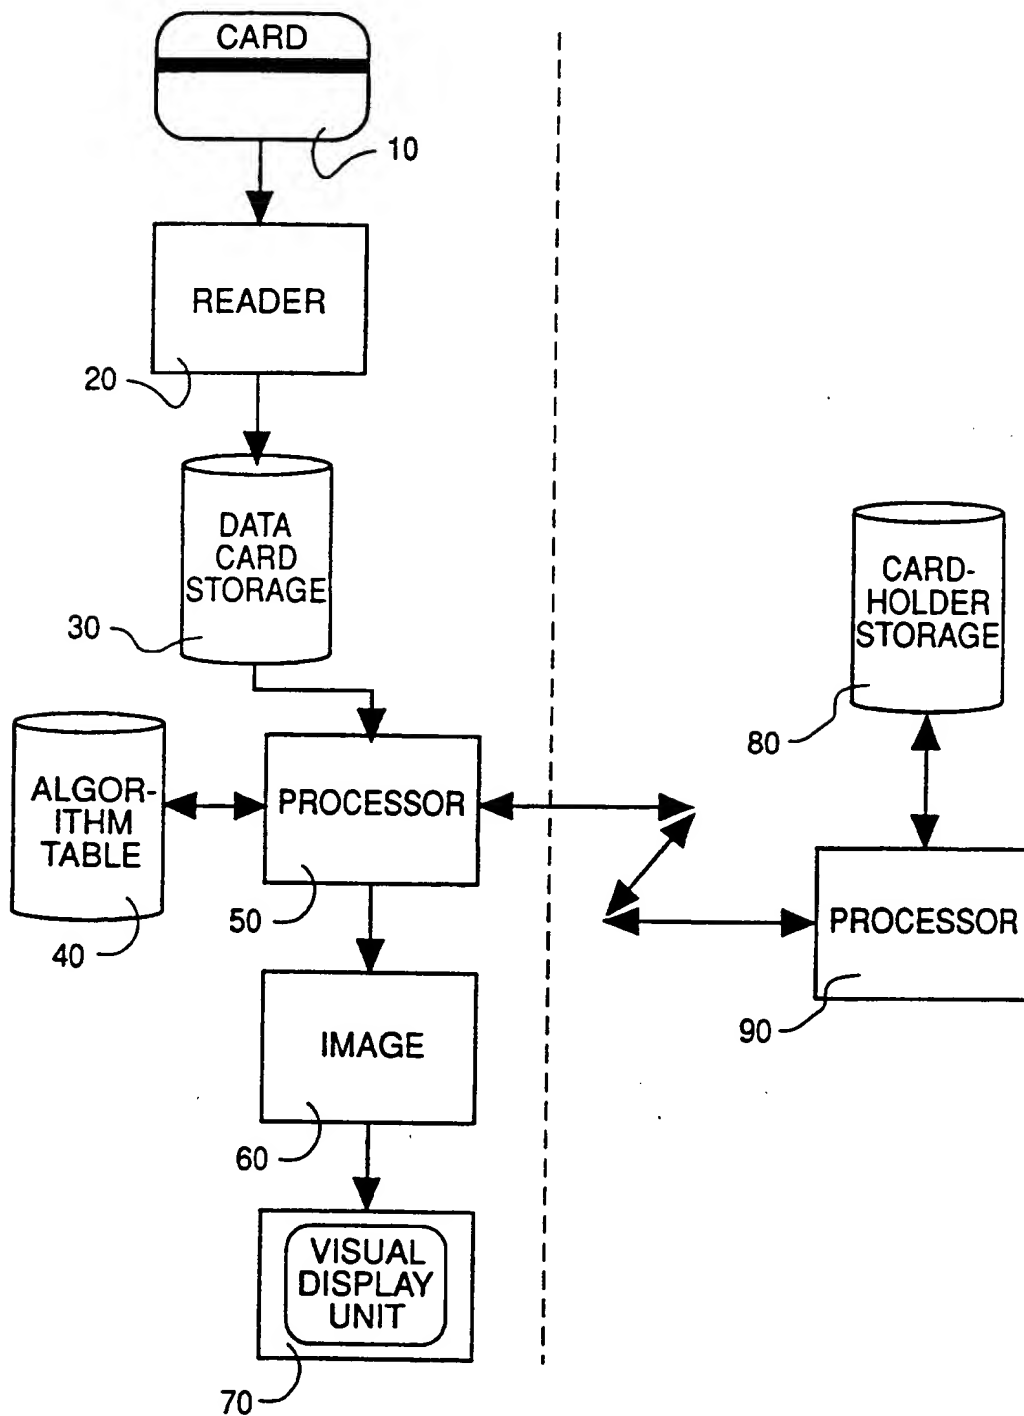 CARD
10
READER
20
DATA
CARD
STORAGE
30
CARD-
HOLDER
STORAGE
80
ALGOR-
ITHM
TABLE
40
PROCESSOR
50
PROCESSOR
90
IMAGE
60
VISUAL
DISPLAY
UNIT
70